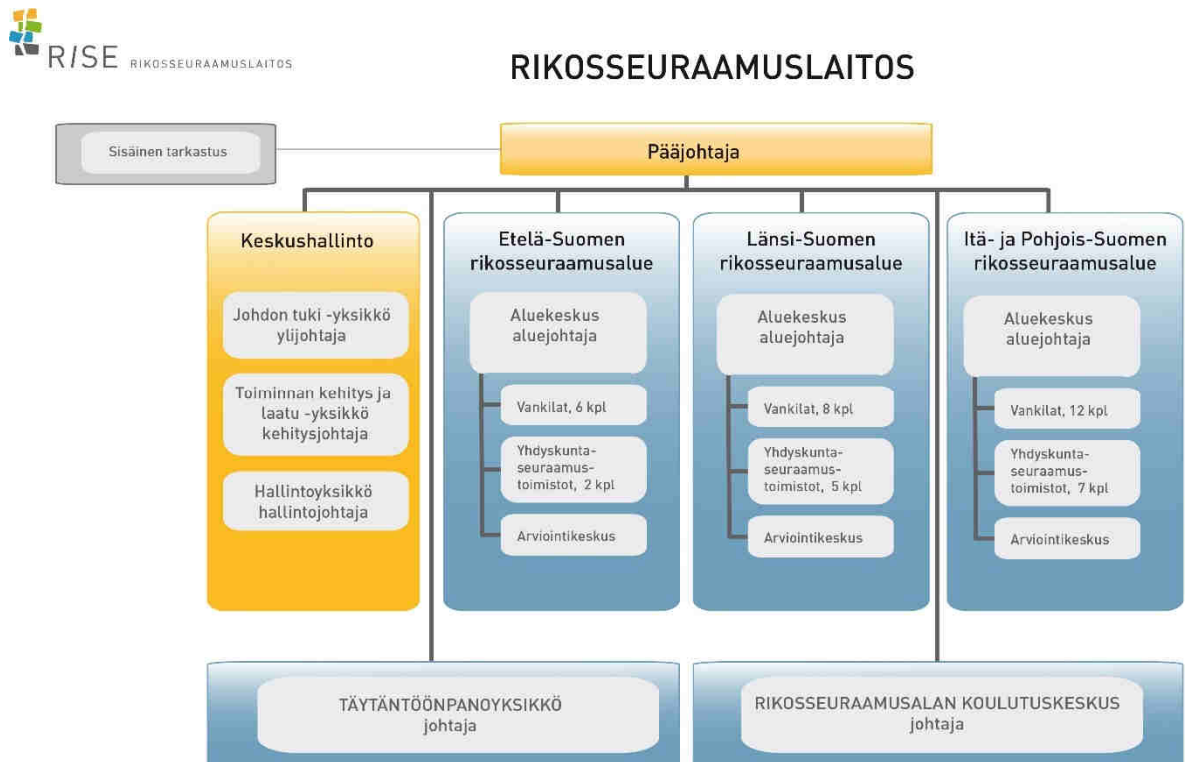 RISE RIKOSSEURAAMUSLAITOS
RIKOSSEURAAMUSLAITOS
Sisäinen tarkastus
Pääjohtaja
Keskushallinto
Johdon tuki -yksikkö
ylijohtaja
Toiminnan kehitys ja
laatu -yksikkö
kehitysjohtaja
Hallintoyksikkö
hallintojohtaja
Etelä-Suomen
rikosseuraamusalue
Aluekeskus
aluejohtaja
Vankilat, 6 kpl
Yhdyskunta-
seuraamus-
toimistot, 2 kpl
Arviointikeskus
Länsi-Suomen
rikosseuraamusalue
Aluekeskus
aluejohtaja
Vankilat, 8 kpl
Yhdyskunta-
seuraamus-
toimistot, 5 kpl
Arviointikeskus
Itä- ja Pohjois-Suomen
rikosseuraamusalue
Aluekeskus
aluejohtaja
Vankilat, 12 kpl
Yhdyskunta-
seuraamus-
toimistot, 7 kpl
Arviointikeskus
TÄYTÄNTÖÖNPANOYKSIKKÖ
johtaja
RIKOSSEURAAMUSALAN KOULUTUSKESKUS
johtaja